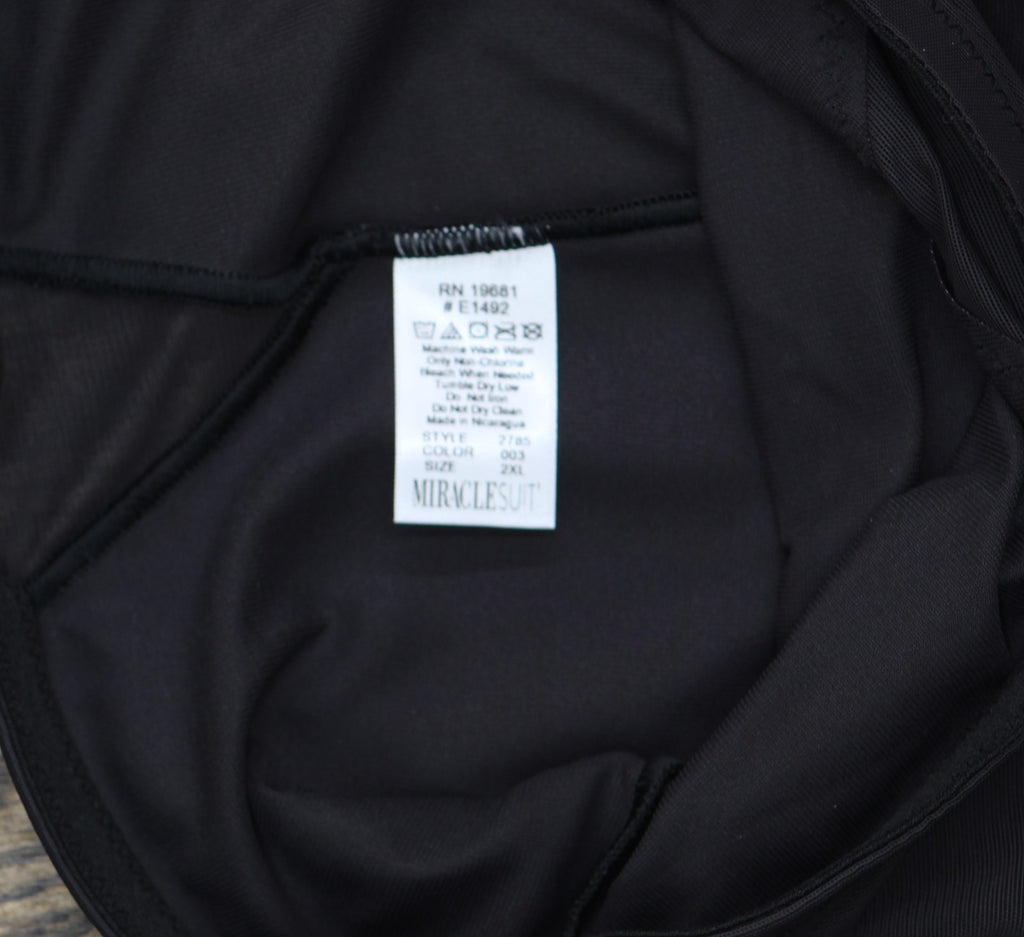 RN 19681
# E1492
Machine Wash Warm
Only Non-Chlorine
Bleach When Needed
Tumble Dry Low
Do Not Iron
Do Not Dry Clean
Made in Nicaragua
STYLE 2785
COLOR 003
SIZE 2XL
MIRACLESUIT®